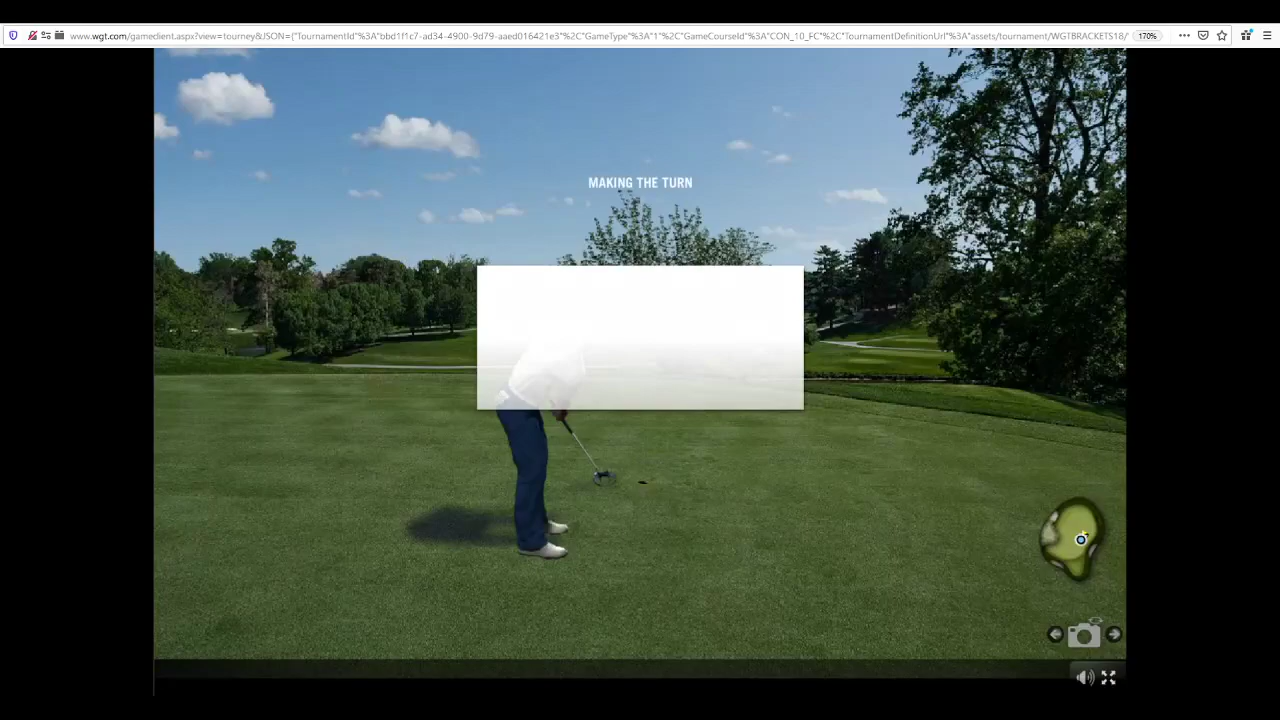 www.wgt.com/gameclient.aspx?view=tourney&JSON={"TournamentId"%3A"bbd1f1c7-ad34-4900-9d79-aaed016421e3"%2C"GameType"%3A"1"%2C"GameCourseId"%3A"CON_10_FC"%2C"TournamentDefinitionUrl"%3A"assets/tournament/WGTBRACKETS18/
170%
MAKING THE TURN